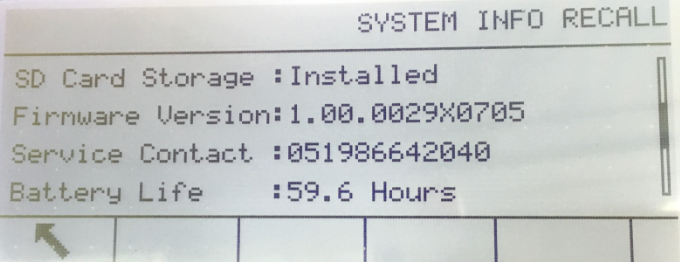 SYSTEM INFO RECALL
SD Card Storage :Installed
Firmware Version:1.00.0029X0705
Service Contact :051986642040
Battery Life :59.6 Hours